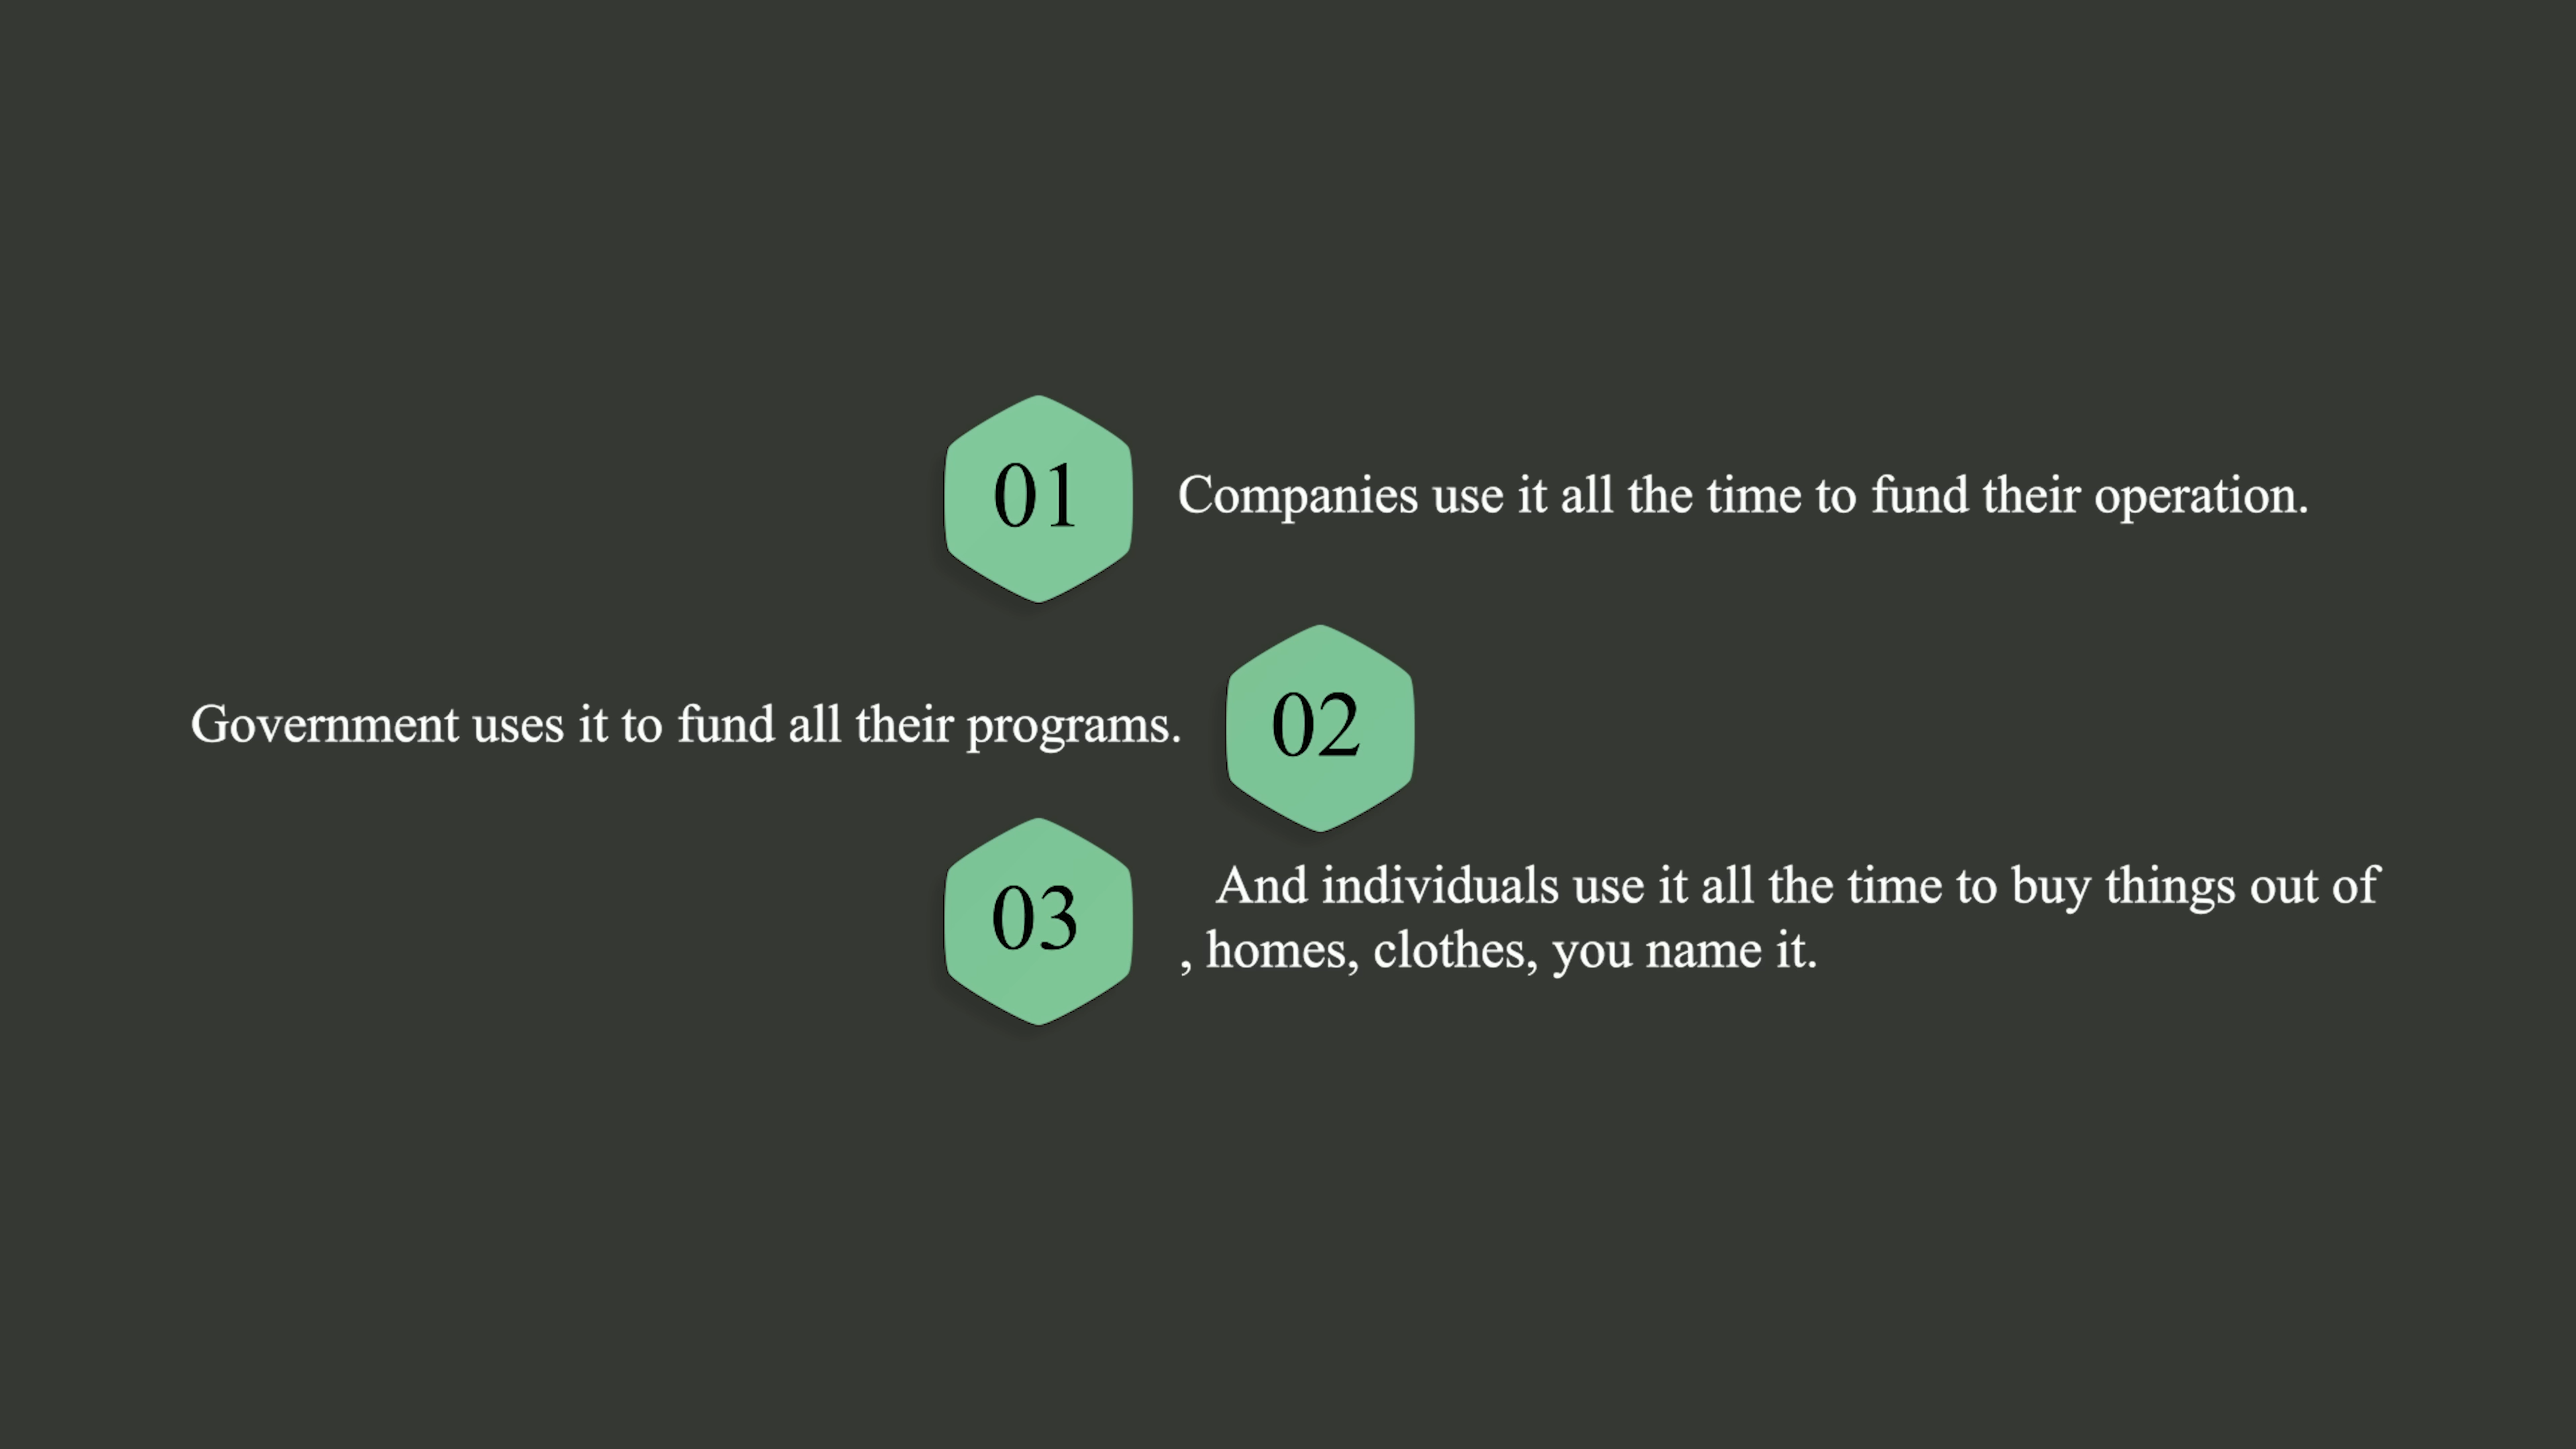 01
Companies use it all the time to fund their operation.
Government uses it to fund all their programs.
02
03
And individuals use it all the time to buy things out of
, homes, clothes, you name it.